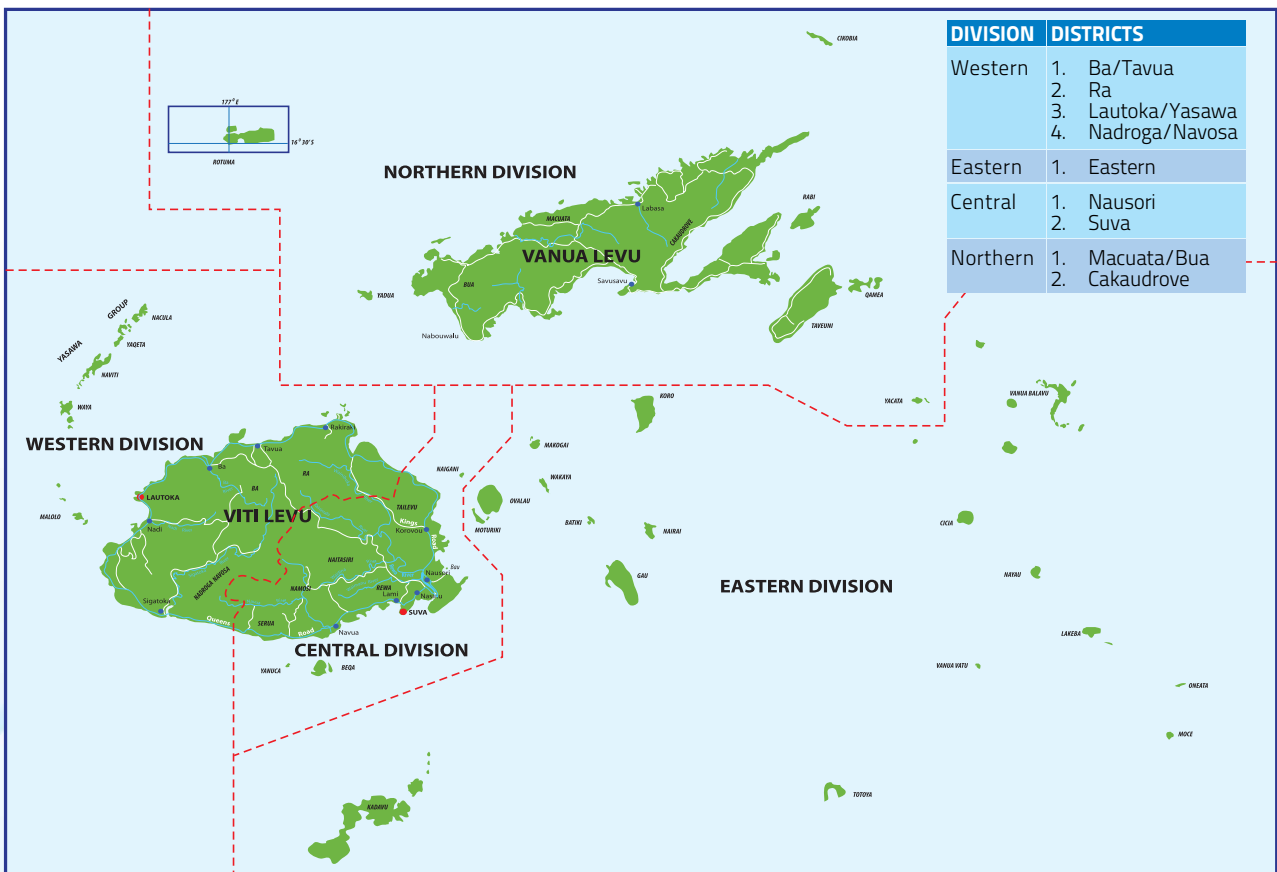 DIVISION DISTRICTS
Western 1. Ba/Tavua
2. Ra
3. Lautoka/Yasawa
4. Nadroga/Navosa
Eastern 1. Eastern
Central 1. Nausori
2. Suva
Northern 1. Macuata/Bua
2. Cakaudrove
CIKOBIA
177° E
16° 30'S
ROTUMA
NORTHERN DIVISION
RABI
Labasa
MACUATA
CAKAUDROVE
VANUA LEVU
Savusavu
BUA
YADUA
QAMEA
TAVEUNI
Nabouwalu
YASAWA GROUP
NACULA
YAQETA
NAVITI
WAYA
KORO
YACATA
VANUA BALAVU
WESTERN DIVISION
Rakiraki
Tavua
MAKOGAI
Ba
RA
NAIGANI
WAKAYA
BA
LAUTOKA
OVALAU
TAILEVU
VITI LEVU
MALOLO
Nadi
Kings Road
Korovou
MOTURIKI
BATIKI
NAIRAI
CICIA
NAITASIRI
Bau
NADROGA NAVOSA
Nausori
GAU
NAYAU
EASTERN DIVISION
NAMOSI
REWA
Lami
Nasinu
Sigatoka
SUVA
Queens Road
SERUA
Navua
LAKEBA
CENTRAL DIVISION
YANUCA
BEQA
VANUA VATU
ONEATA
MOCE
TOTOYA
KADAVU